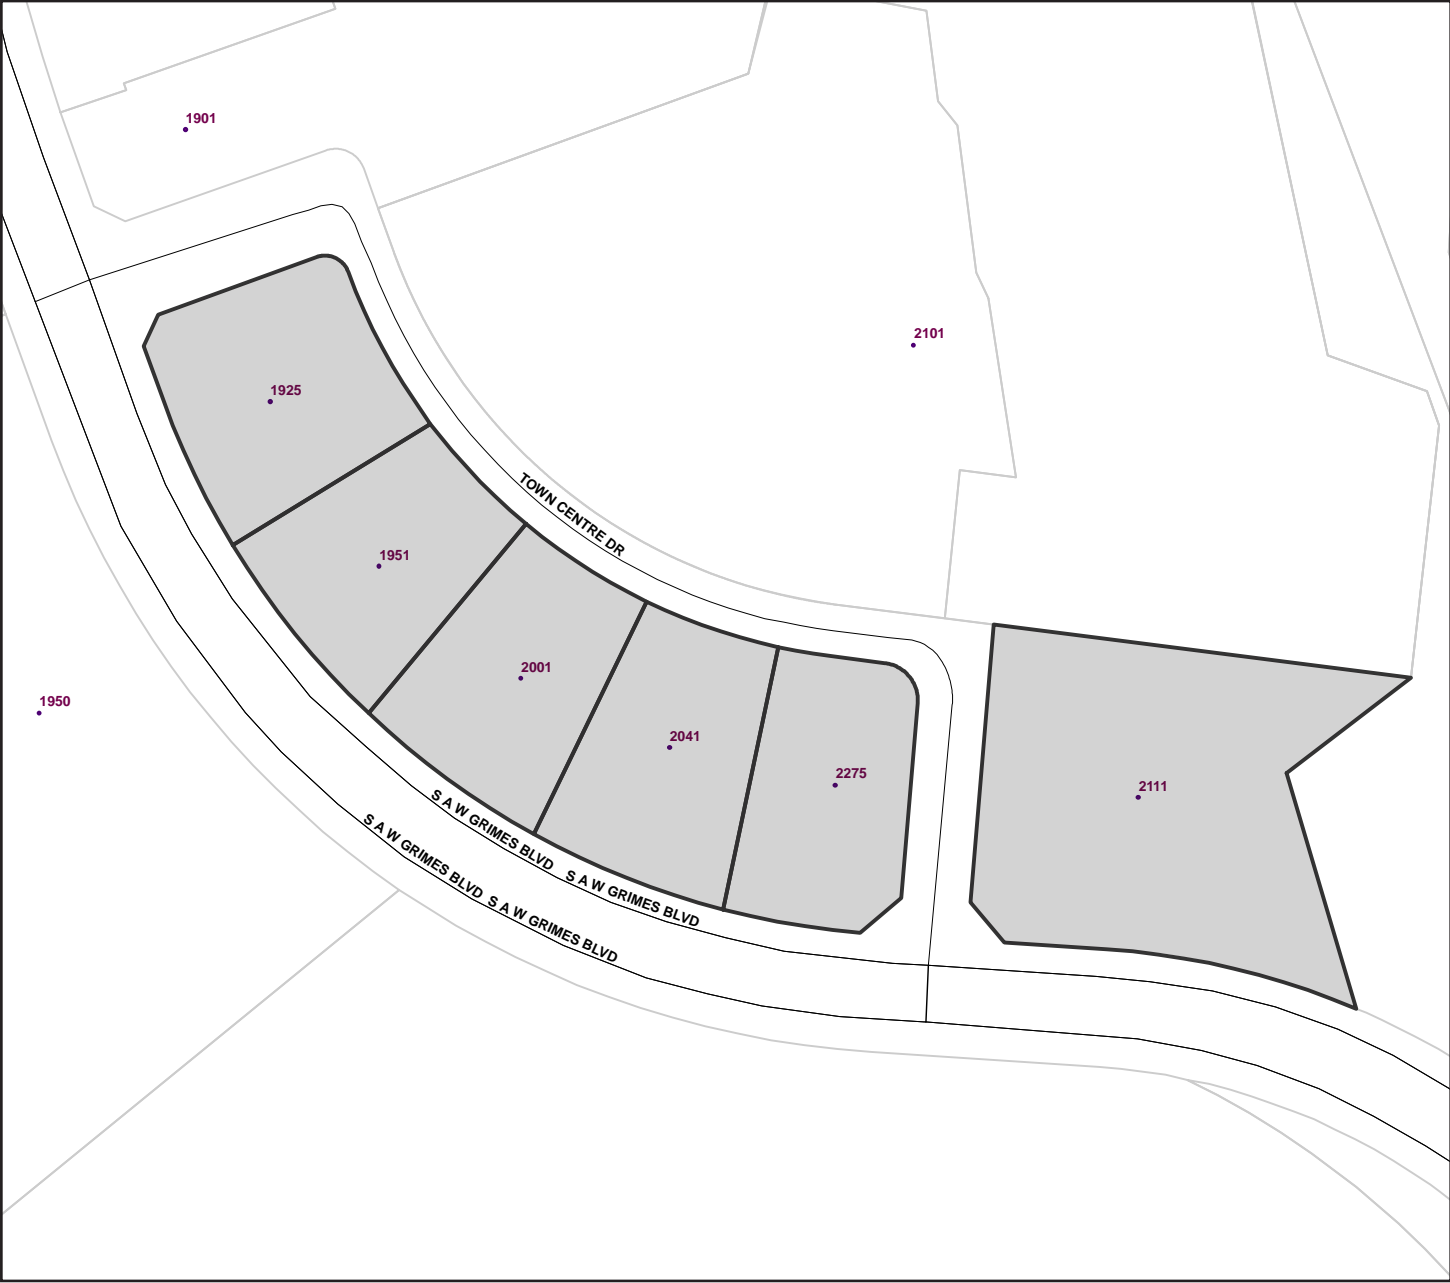 1901
2101
1925
TOWN CENTRE DR
1951
2001
1950
2041
2275
2111
S A W GRIMES BLVD
S A W GRIMES BLVD
S A W GRIMES BLVD
S A W GRIMES BLVD